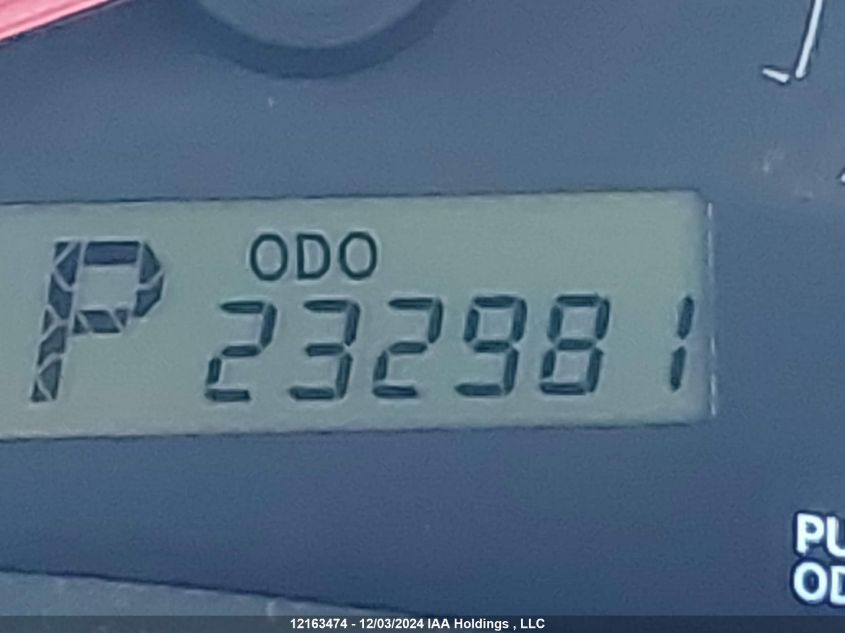 P
ODO
232981
PU
OD
12163474 - 12/03/2024 IAA Holdings , LLC